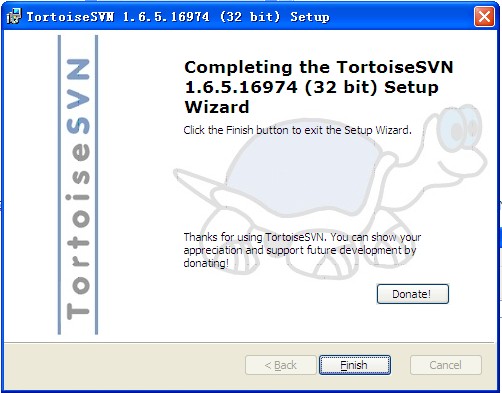 TortoiseSVN 1.6.5.16974 (32 bit) Setup
TortoiseSVN
Completing the TortoiseSVN
1.6.5.16974 (32 bit) Setup
Wizard
Click the Finish button to exit the Setup Wizard.
Thanks for using TortoiseSVN. You can show your
appreciation and support future development by
donating!
Donate!
< Back
Finish
Cancel